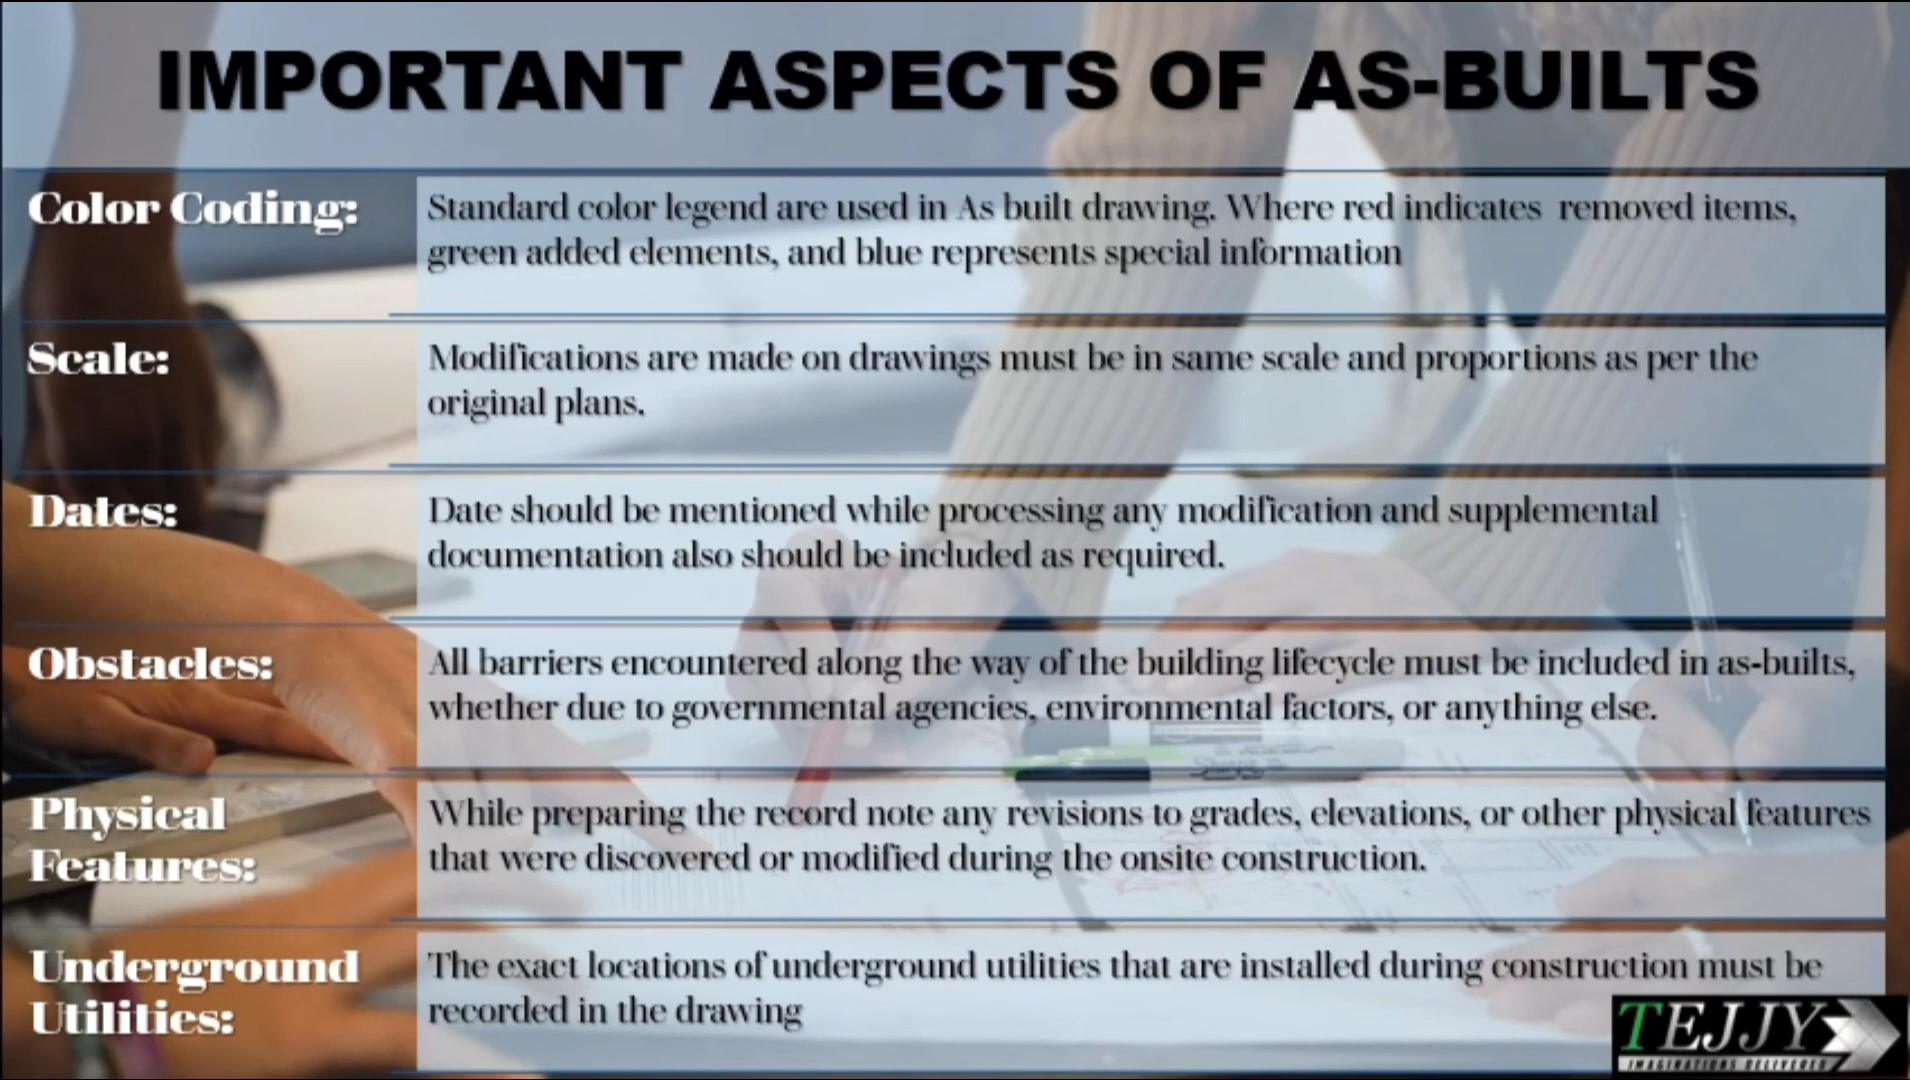 IMPORTANT ASPECTS OF AS-BUILTS
Color Coding:
Standard color legend are used in As built drawing. Where red indicates removed items,
green added elements, and blue represents special information
Scale:
Modifications are made on drawings must be in same scale and proportions as per the
original plans.
Dates:
Date should be mentioned while processing any modification and supplemental
documentation also should be included as required.
Obstacles:
All barriers encountered along the way of the building lifecycle must be included in as-builts,
whether due to governmental agencies, environmental factors, or anything else.
Physical
Features:
While preparing the record note any revisions to grades, elevations, or other physical features
that were discovered or modified during the onsite construction.
Underground
Utilities:
The exact locations of underground utilities that are installed during construction must be
recorded in the drawing
TEJJY
IMAGINATIONS DELIVERED